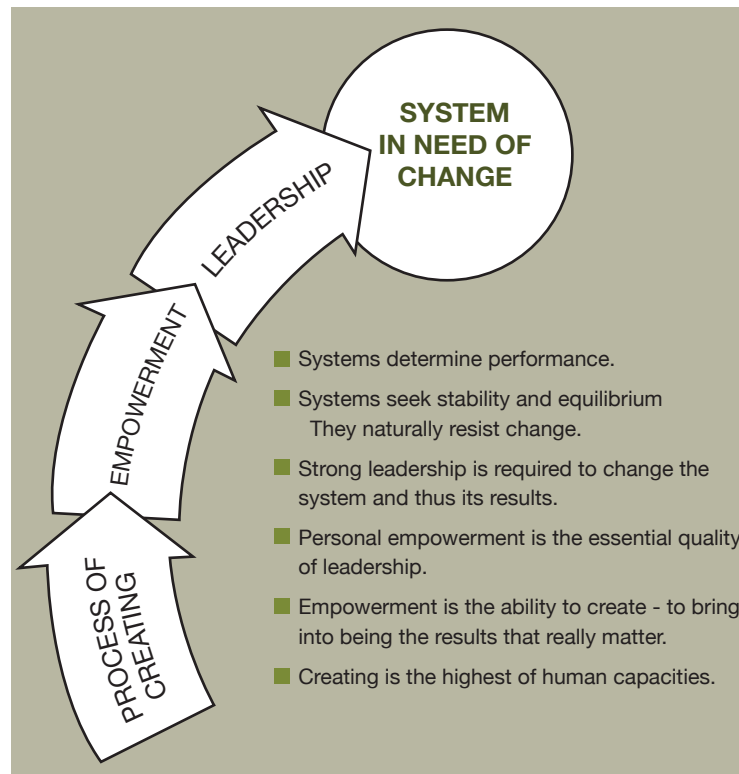 SYSTEM
IN NEED OF
CHANGE
LEADERSHIP
EMPOWERMENT
PROCESS OF
CREATING
Systems determine performance.
Systems seek stability and equilibrium
They naturally resist change.
Strong leadership is required to change the
system and thus its results.
Personal empowerment is the essential quality
of leadership.
Empowerment is the ability to create - to bring
into being the results that really matter.
Creating is the highest of human capacities.